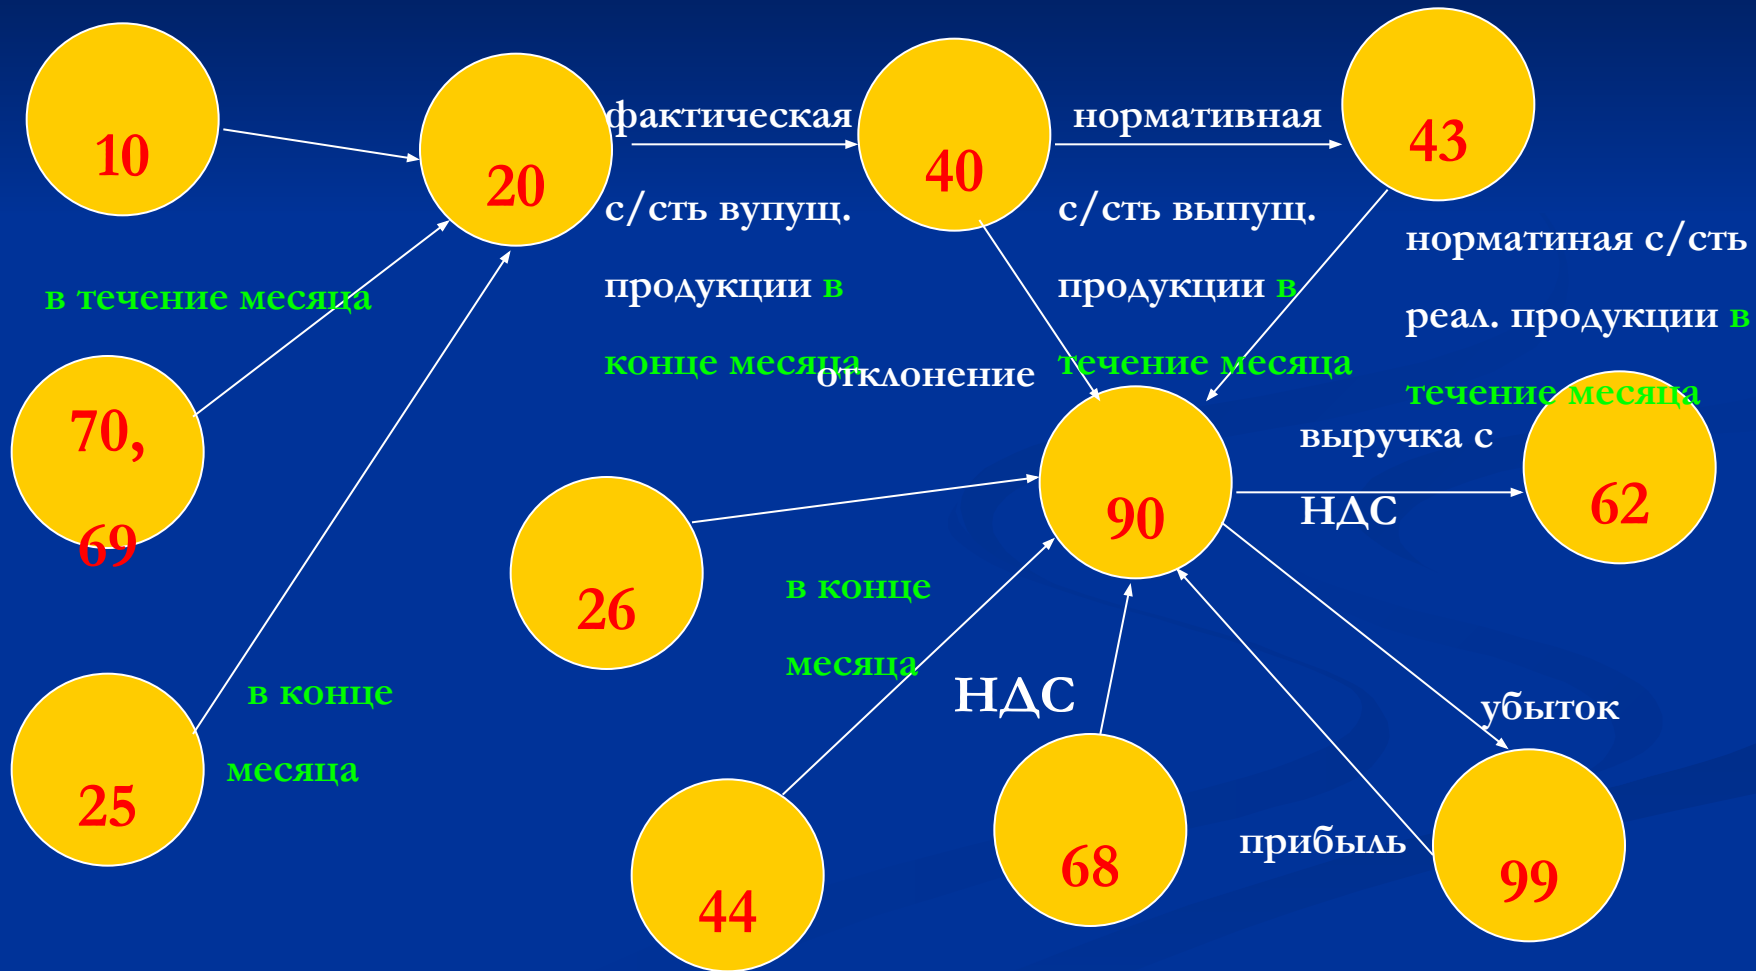 10
20
фактическая
с/сть вупущ.
продукции в
конце месяца
40
нормативная
с/сть выпущ.
продукции в
течение месяца
43
норматиная с/сть
реал. продукции в
течение месяца
в течение месяца
70,
69
отклонение
выручка с
НДС
62
90
26
в конце
месяца
25
в конце
месяца
НДС
44
68
убыток
прибыль
99